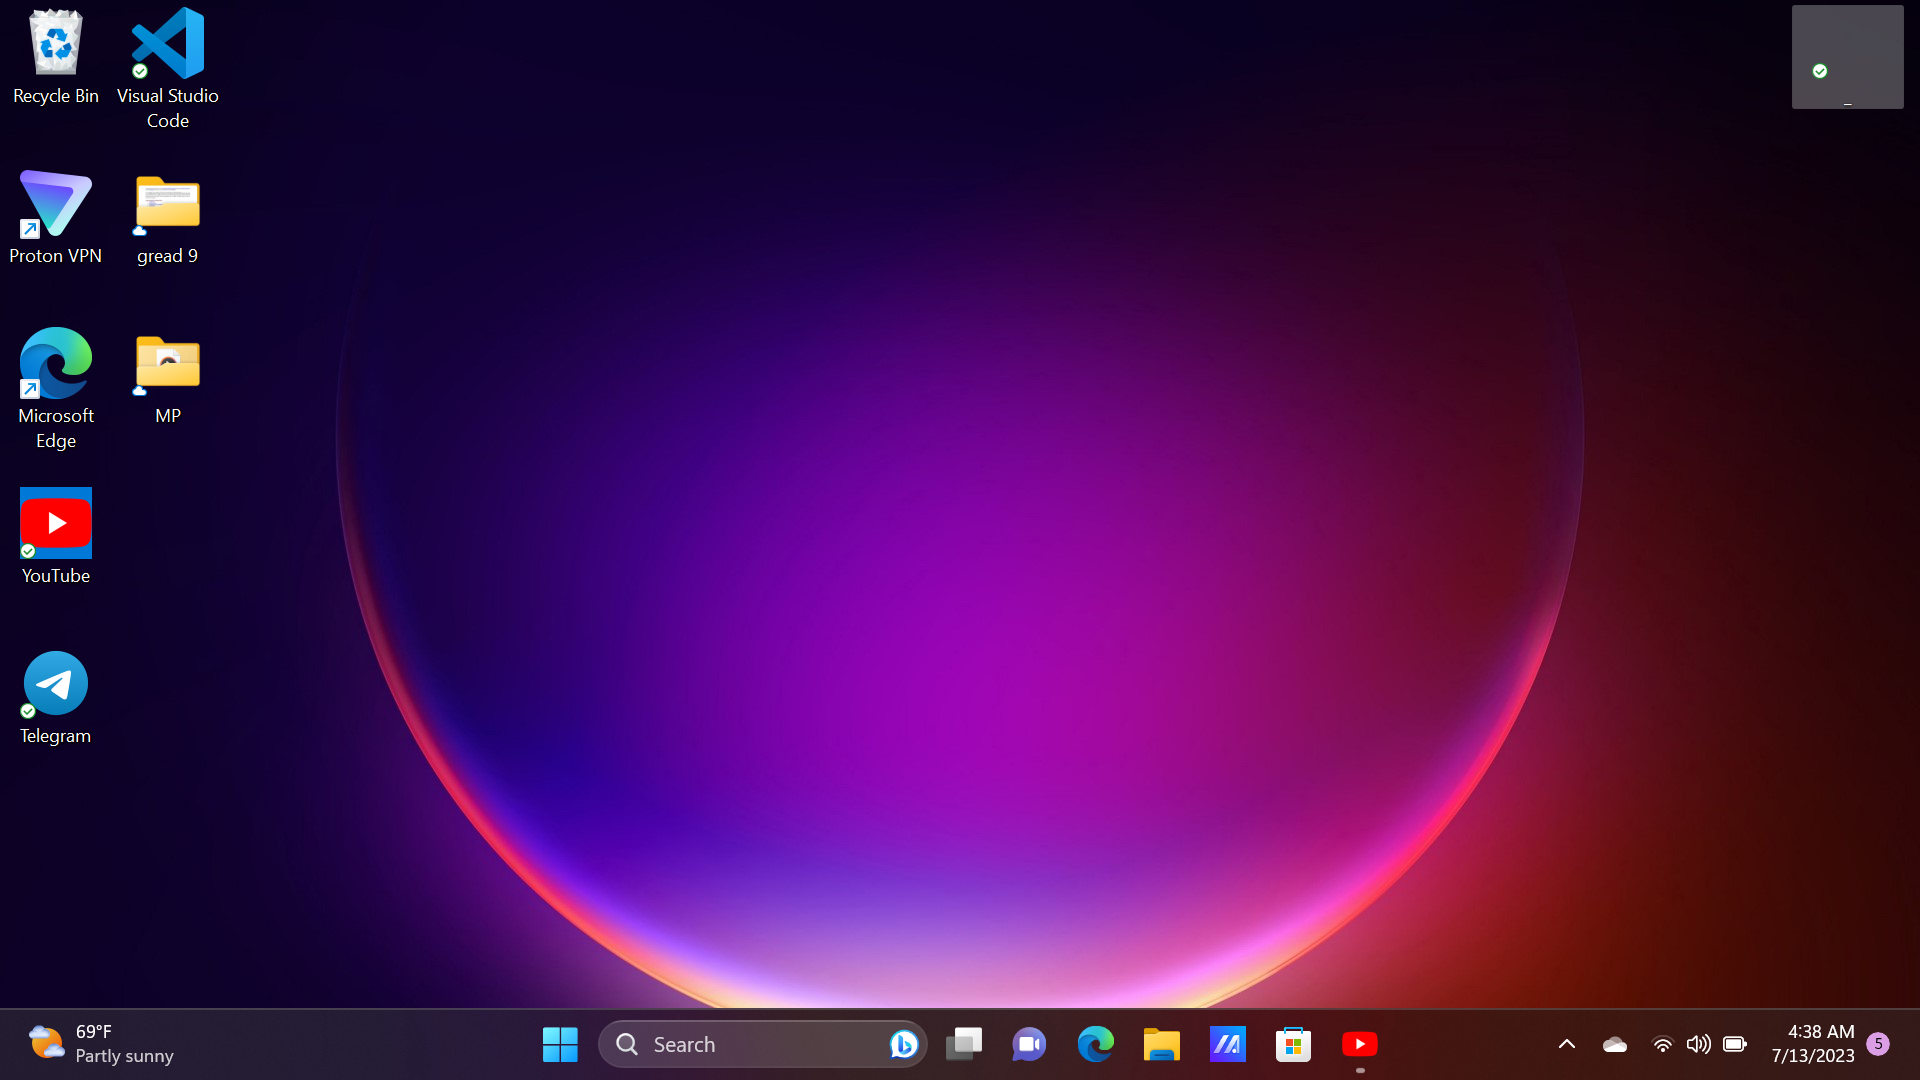 Recycle Bin
Visual Studio
Code
Proton VPN
gread 9
Microsoft
Edge
MP
YouTube
Telegram
_
69°F
Partly sunny
Search
4:38 AM
7/13/2023
5